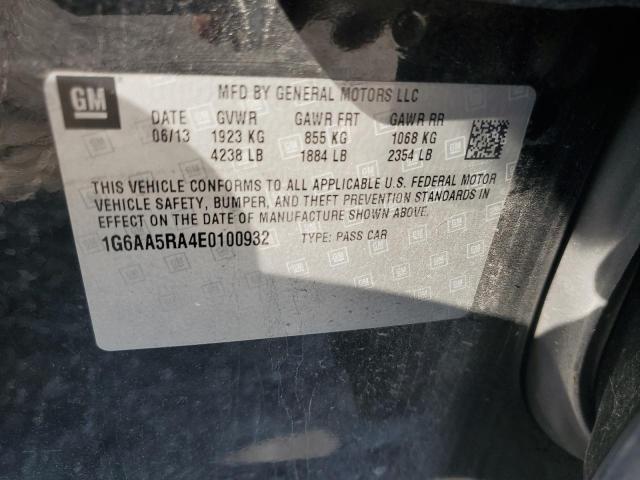 GM
MFD BY GENERAL MOTORS LLC
DATE GVWR GAWR FRT GAWR RR
06/13 1923 KG 855 KG 1068 KG
4238 LB 1884 LB 2354 LB
THIS VEHICLE CONFORMS TO ALL APPLICABLE U.S. FEDERAL MOTOR
VEHICLE SAFETY, BUMPER, AND THEFT PREVENTION STANDARDS IN
EFFECT ON THE DATE OF MANUFACTURE SHOWN ABOVE.
1G6AA5RA4E0100932 TYPE: PASS CAR